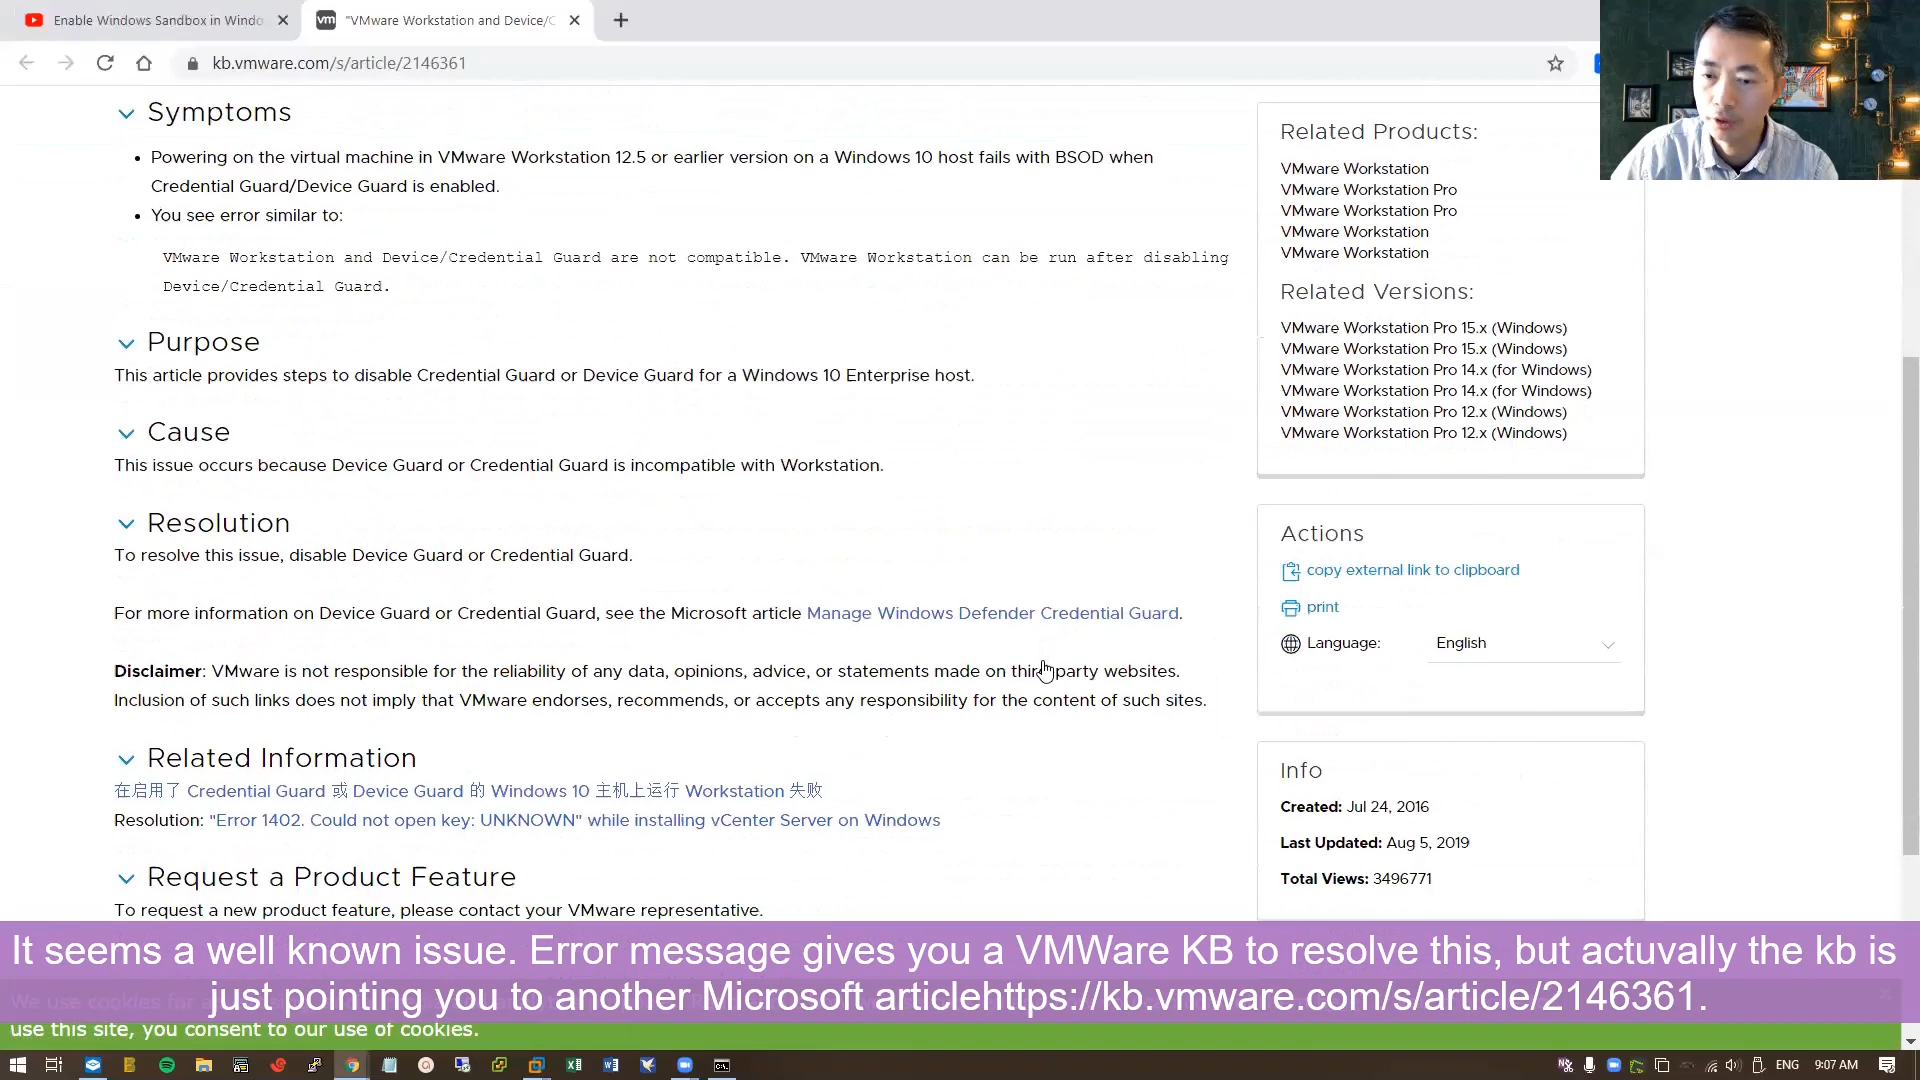 Enable Windows Sandbox in Windo
vm "VMware Workstation and Device/C
kb.vmware.com/s/article/2146361
Symptoms
• Powering on the virtual machine in VMware Workstation 12.5 or earlier version on a Windows 10 host fails with BSOD when
Credential Guard/Device Guard is enabled.
• You see error similar to:
VMware Workstation and Device/Credential Guard are not compatible. VMware Workstation can be run after disabling
Device/Credential Guard.
Purpose
This article provides steps to disable Credential Guard or Device Guard for a Windows 10 Enterprise host.
Cause
This issue occurs because Device Guard or Credential Guard is incompatible with Workstation.
Resolution
To resolve this issue, disable Device Guard or Credential Guard.
For more information on Device Guard or Credential Guard, see the Microsoft article Manage Windows Defender Credential Guard.
Disclaimer: VMware is not responsible for the reliability of any data, opinions, advice, or statements made on third-party websites.
Inclusion of such links does not imply that VMware endorses, recommends, or accepts any responsibility for the content of such sites.
Related Information
在启用了 Credential Guard 或 Device Guard 的 Windows 10 主机上运行 Workstation 失败
Resolution: "Error 1402. Could not open key: UNKNOWN" while installing vCenter Server on Windows
Request a Product Feature
To request a new product feature, please contact your VMware representative.
Related Products:
VMware Workstation
VMware Workstation Pro
VMware Workstation Pro
VMware Workstation
VMware Workstation
Related Versions:
VMware Workstation Pro 15.x (Windows)
VMware Workstation Pro 15.x (Windows)
VMware Workstation Pro 14.x (for Windows)
VMware Workstation Pro 14.x (for Windows)
VMware Workstation Pro 12.x (Windows)
VMware Workstation Pro 12.x (Windows)
Actions
copy external link to clipboard
print
Language: English
Info
Created: Jul 24, 2016
Last Updated: Aug 5, 2019
Total Views: 3496771
It seems a well known issue. Error message gives you a VMWare KB to resolve this, but actuvally the kb is
just pointing you to another Microsoft articlehttps://kb.vmware.com/s/article/2146361.
We use cookies for a
use this site, you consent to our use of cookies.
ENG 9:07 AM